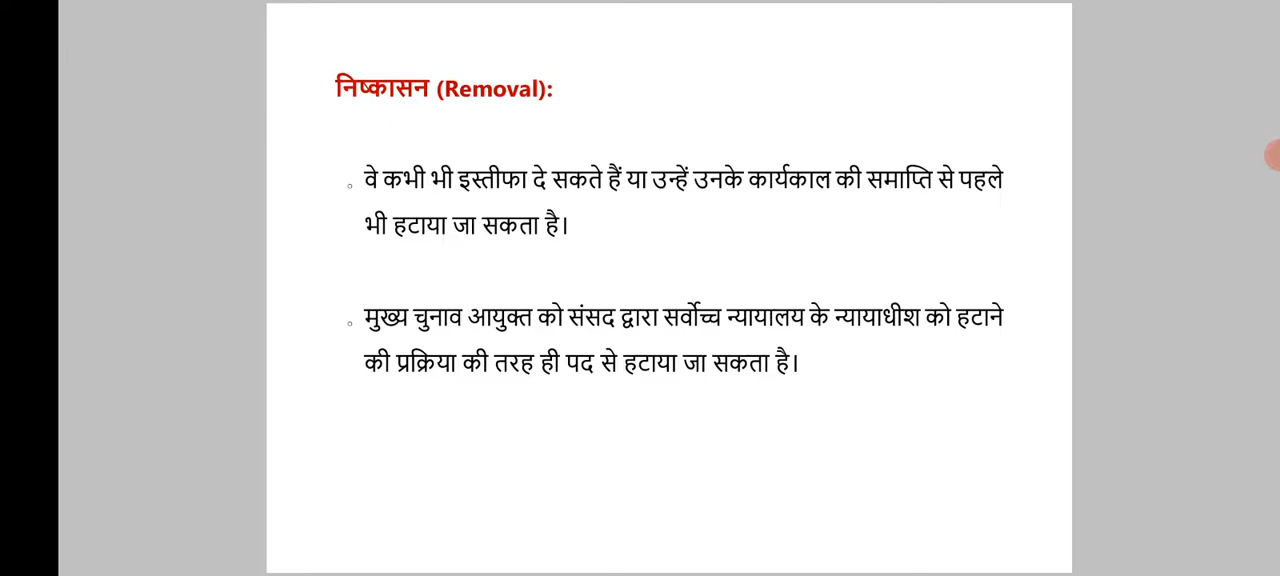 निष्कासन (Removal):
वे कभी भी इस्तीफा दे सकते हैं या उन्हें उनके कार्यकाल की समाप्ति से पहले
भी हटाया जा सकता है।
मुख्य चुनाव आयुक्त को संसद द्वारा सर्वोच्च न्यायालय के न्यायाधीश को हटाने
की प्रक्रिया की तरह ही पद से हटाया जा सकता है।